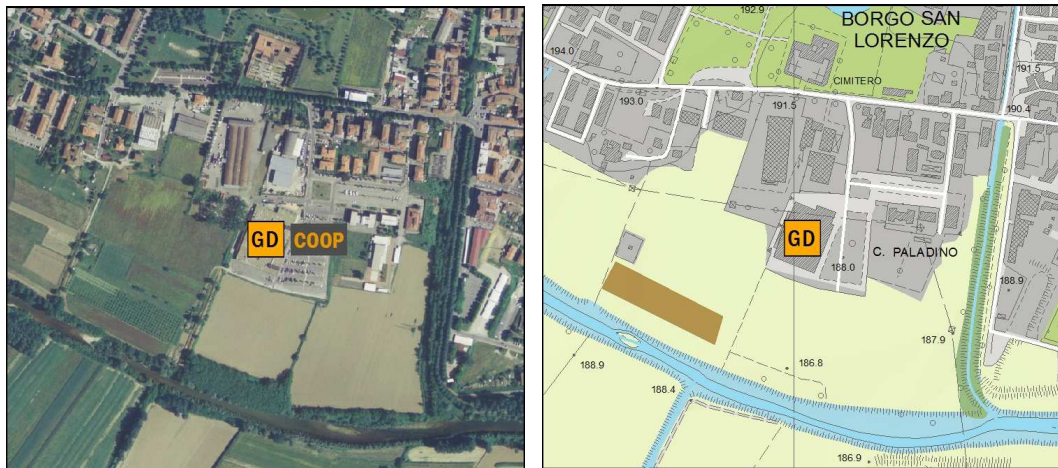 GD
COOP
192.9
BORGO SAN
LORENZO
194.0
CIMITERO
191.5
193.0
191.5
190.4
GD
C. PALADINO
188.0
188.9
187.9
186.8
188.9
188.4
186.9